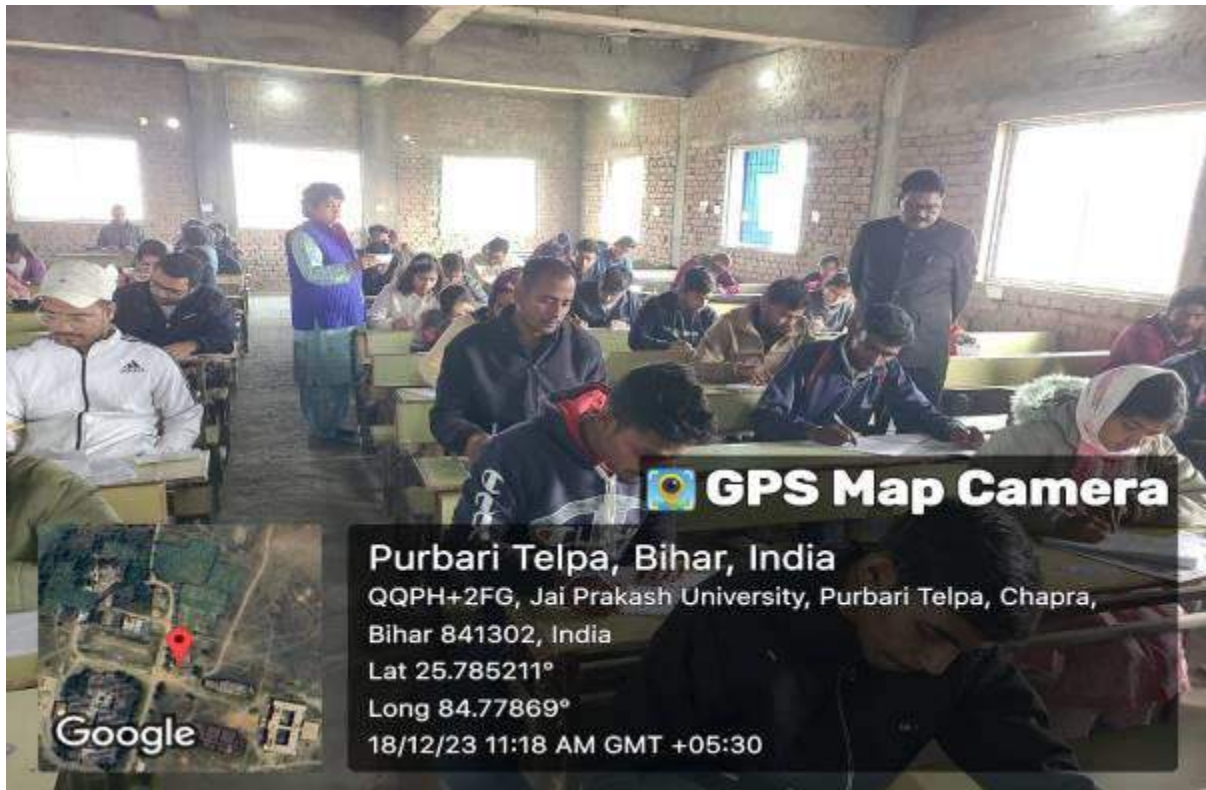 GPS Map Camera
Purbari Telpa, Bihar, India
QQPH+2FG, Jai Prakash University, Purbari Telpa, Chapra,
Bihar 841302, India
Lat 25.785211°
Long 84.77869°
18/12/23 11:18 AM GMT +05:30
Google